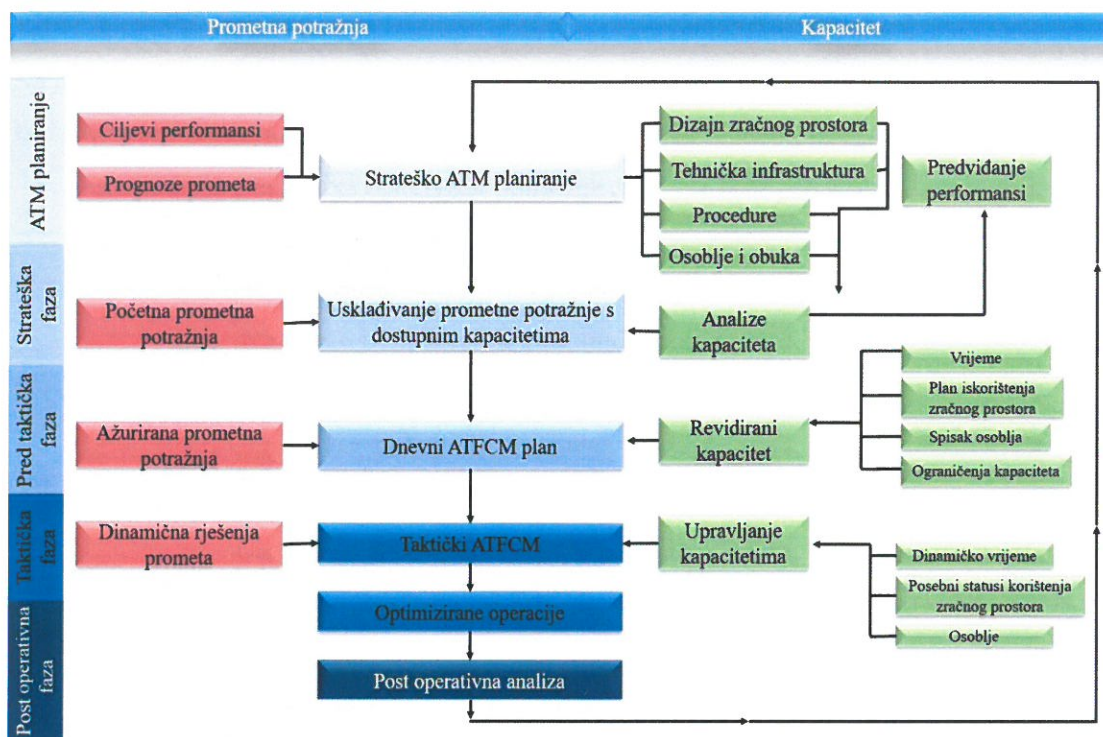 Prometna potražnja
Kapacitet
ATM planiranje
Ciljevi performansi
Prognoze prometa
Strateško ATM planiranje
Dizajn zračnog prostora
Tehnička infrastruktura
Procedure
Osoblje i obuka
Predviđanje
performansi
Strateška
faza
Početna prometna
potražnja
Usklađivanje prometne potražnje s
dostupnim kapacitetima
Analize
kapaciteta
Pred taktička
faza
Ažurirana prometna
potražnja
Dnevni ATFCM plan
Revidirani
kapacitet
Vrijeme
Plan iskorištenja
zračnog prostora
Spisak osoblja
Ograničenja kapaciteta
Taktička
faza
Dinamična rješenja
prometa
Taktički ATFCM
Upravljanje
kapacitetima
Dinamičko vrijeme
Posebni statusi korištenja
zračnog prostora
Osoblje
Post operativna
faza
Optimizirane operacije
Post operativna analiza